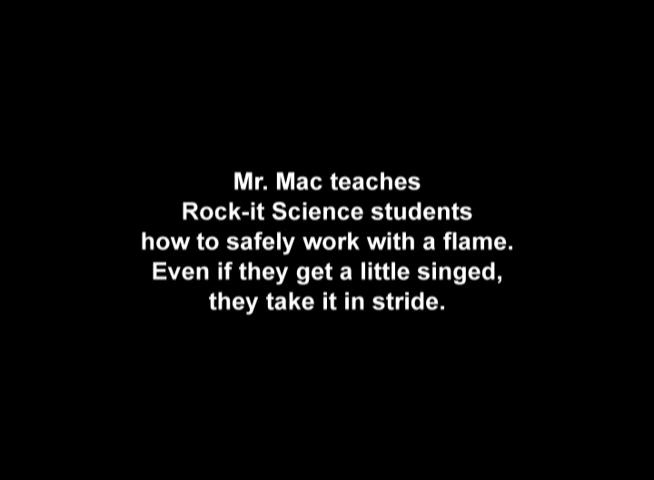 Mr. Mac teaches
Rock-it Science students
how to safely work with a flame.
Even if they get a little singed,
they take it in stride.